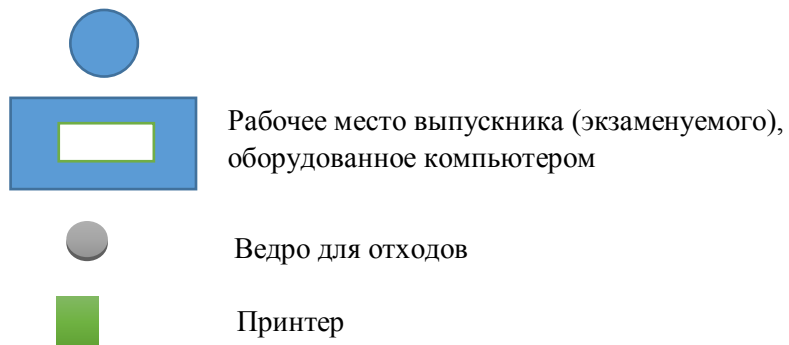 Рабочее место выпускника (экзаменуемого),
оборудованное компьютером
Ведро для отходов
Принтер